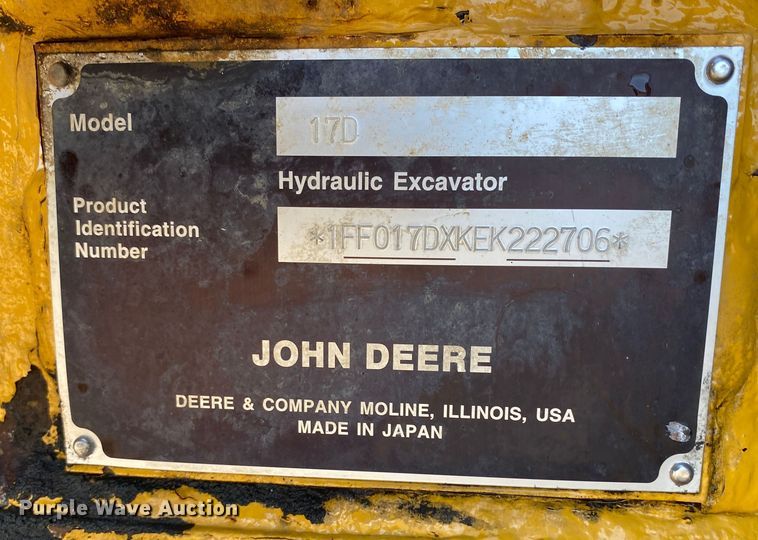 Model 17D
Hydraulic Excavator
Product
Identification
Number
*1FF017DXKEK222706*
JOHN DEERE
DEERE & COMPANY MOLINE, ILLINOIS, USA
MADE IN JAPAN
Purple Wave Auction